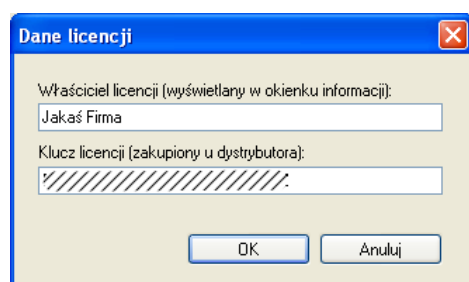 Dane licencji
Właściciel licencji (wyświetlany w okienku informacji):
Jakaś Firma
Klucz licencji (zakupiony u dystrybutora):
OK
Anuluj